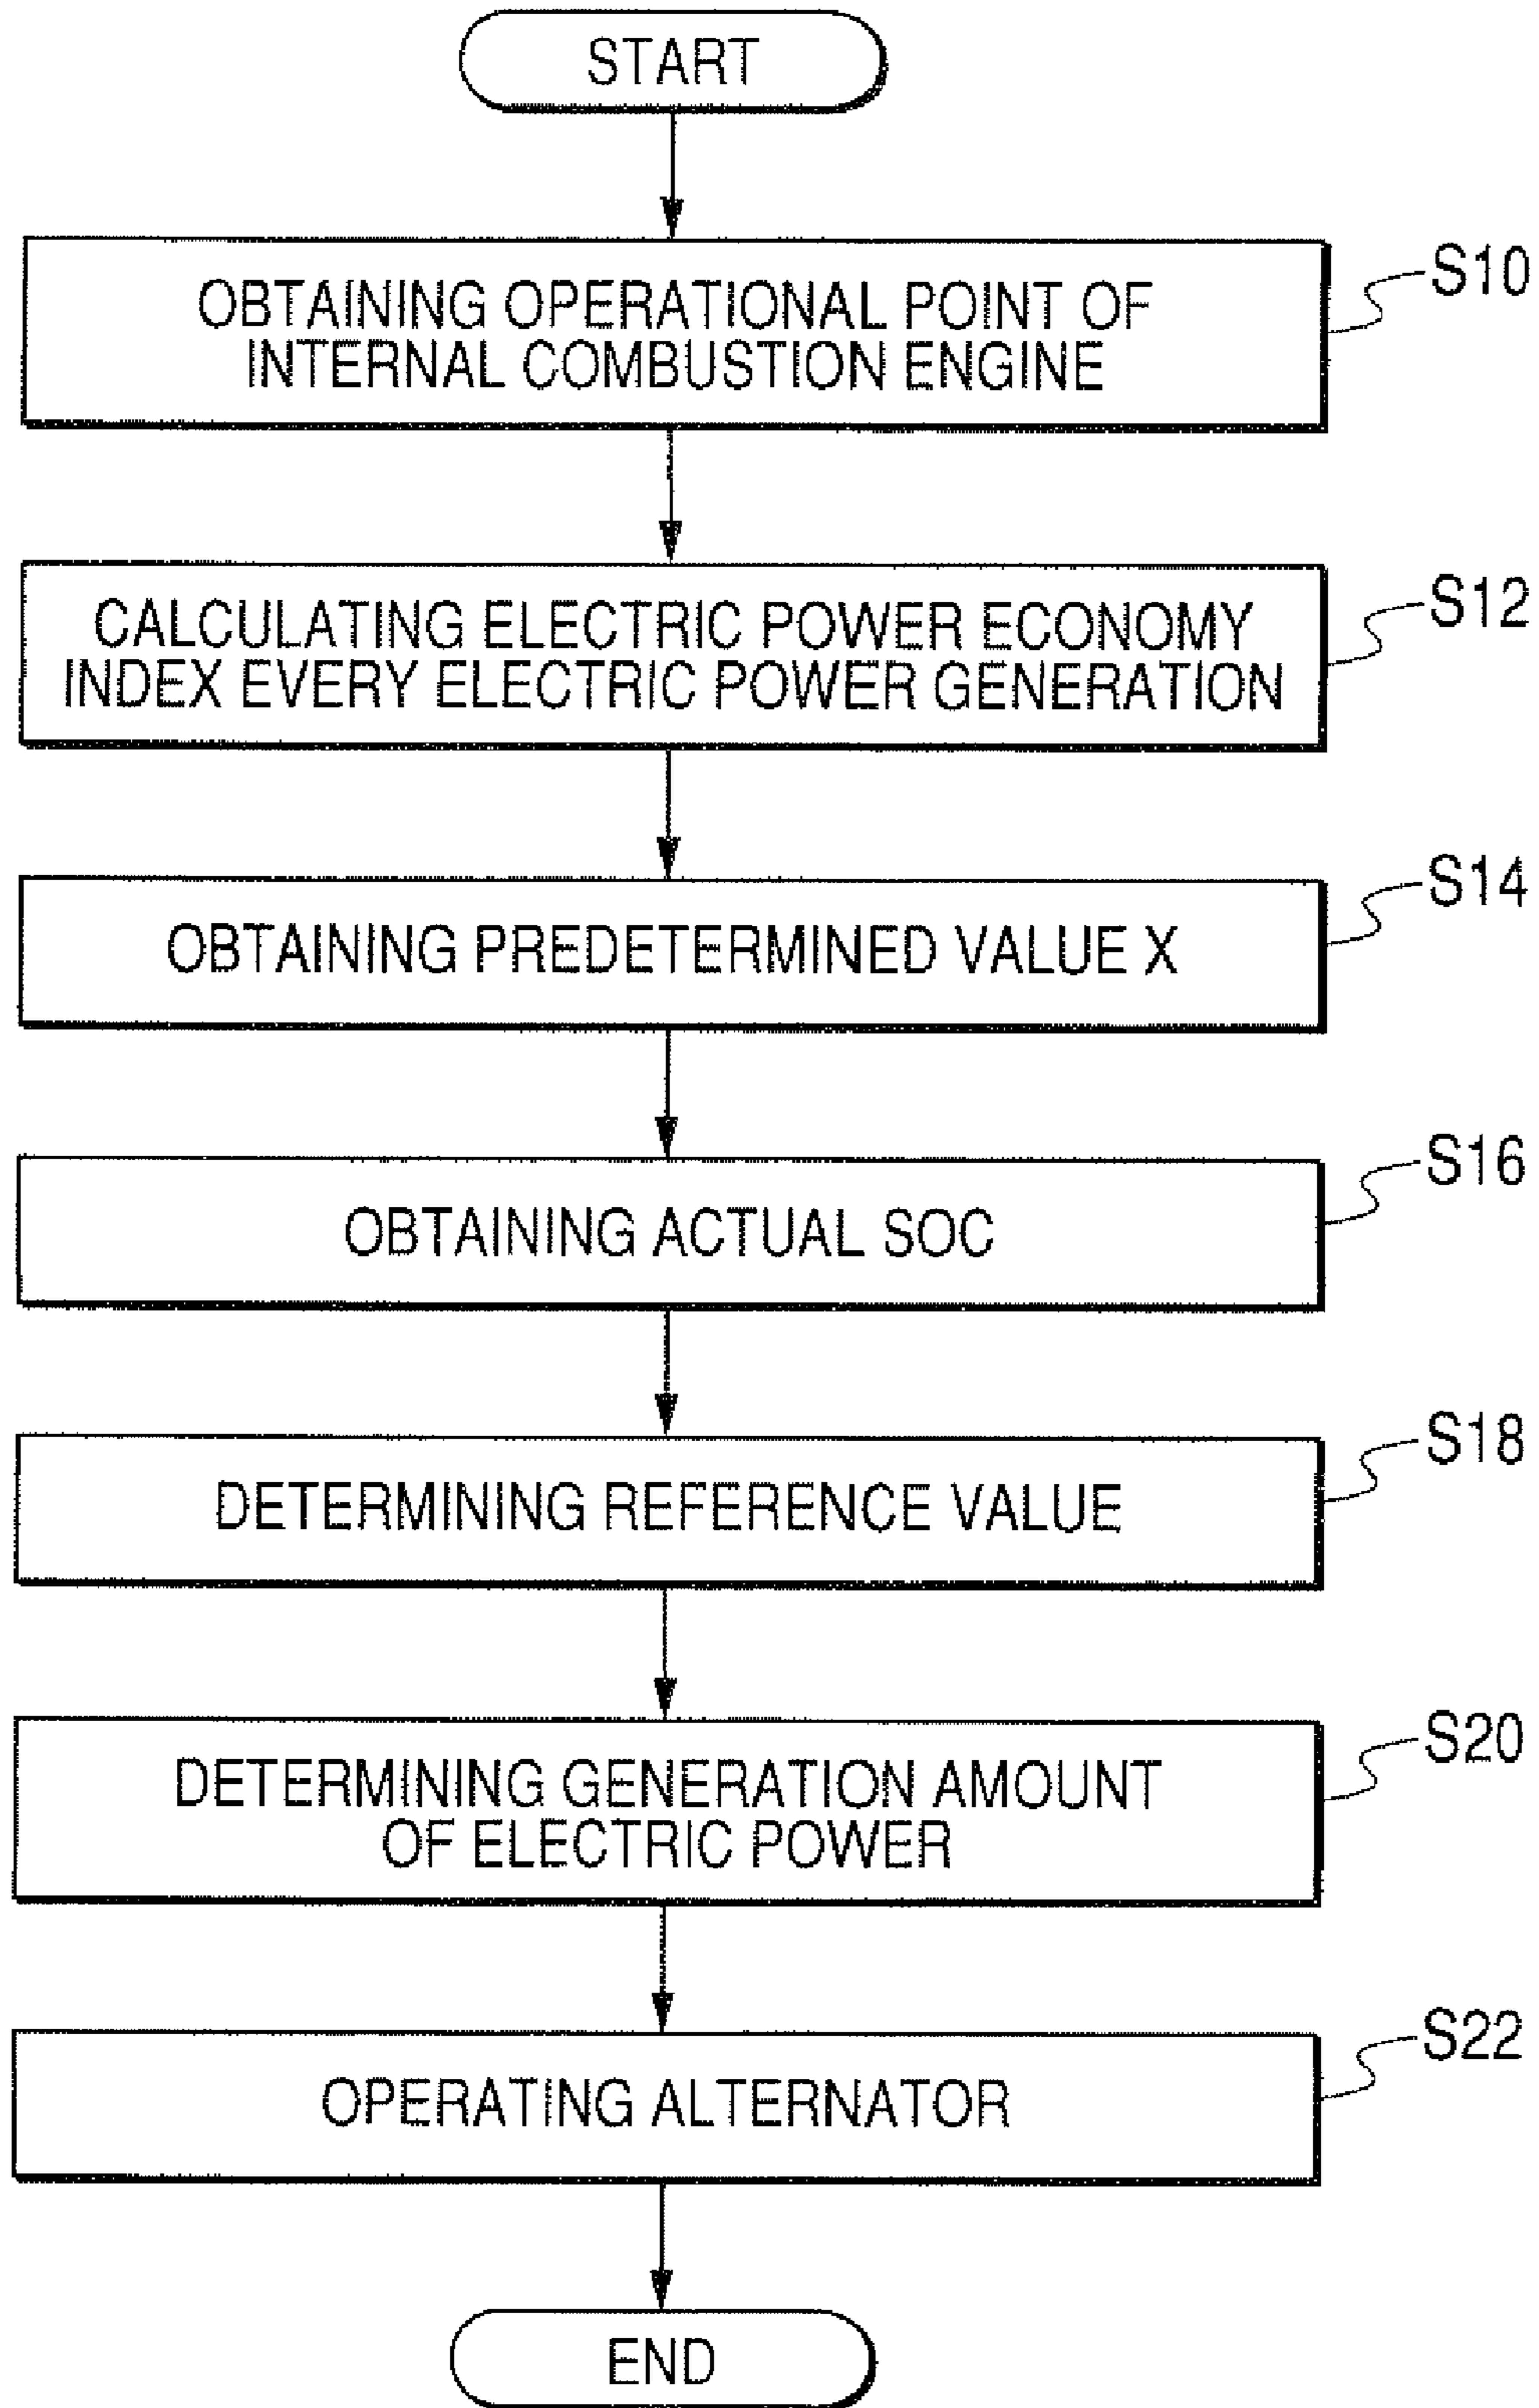 START
OBTAINING OPERATIONAL POINT OF
INTERNAL COMBUSTION ENGINE
S10
CALCULATING ELECTRIC POWER ECONOMY
INDEX EVERY ELECTRIC POWER GENERATION
S12
OBTAINING PREDETERMINED VALUE X
S14
OBTAINING ACTUAL SOC
S16
DETERMINING REFERENCE VALUE
S18
DETERMINING GENERATION AMOUNT
OF ELECTRIC POWER
S20
OPERATING ALTERNATOR
S22
END